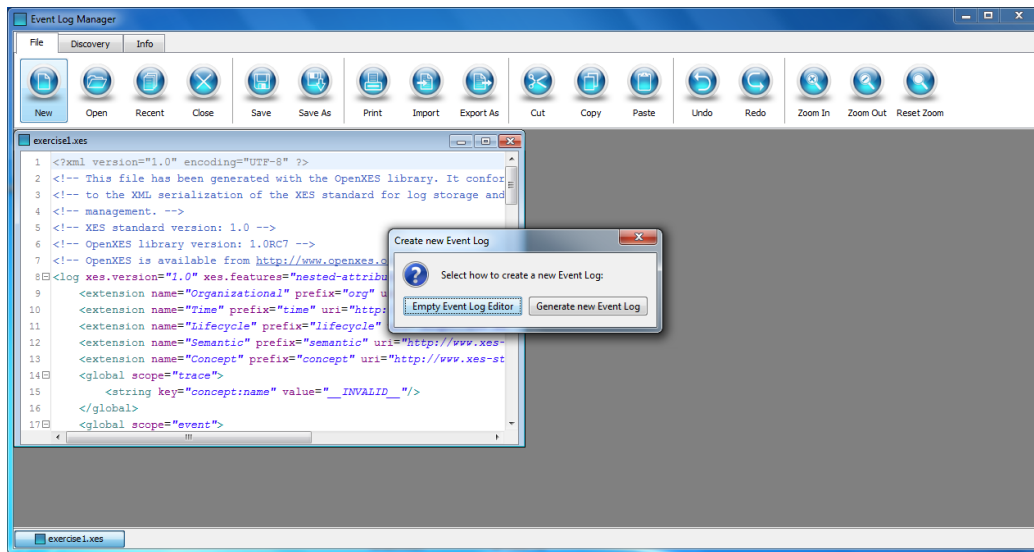 Event Log Manager
File Discovery Info
New Open Recent Close Save Save As Print Import Export As Cut Copy Paste Undo Redo Zoom In Zoom Out Reset Zoom
exercise1.xes
1 <?xml version="1.0" encoding="UTF-8" ?>
2 <!-- This file has been generated with the OpenXES library. It confor
3 <!-- to the XML serialization of the XES standard for log storage and
4 <!-- management. -->
5 <!-- XES standard version: 1.0 -->
6 <!-- OpenXES library version: 1.0RC7 -->
7 <!-- OpenXES is available from http://www.openxes.o
8 <log xes.version="1.0" xes.features="nested-attribu
9 <extension name="Organizational" prefix="org" u
10 <extension name="Time" prefix="time" uri="http:
11 <extension name="Lifecycle" prefix="lifecycle"
12 <extension name="Semantic" prefix="semantic" uri="http://www.xes-
13 <extension name="Concept" prefix="concept" uri="http://www.xes-st
14 <global scope="trace">
15 <string key="concept:name" value="__INVALID__"/>
16 </global>
17 <global scope="event">
Create new Event Log
Select how to create a new Event Log:
Empty Event Log Editor Generate new Event Log
exercise1.xes